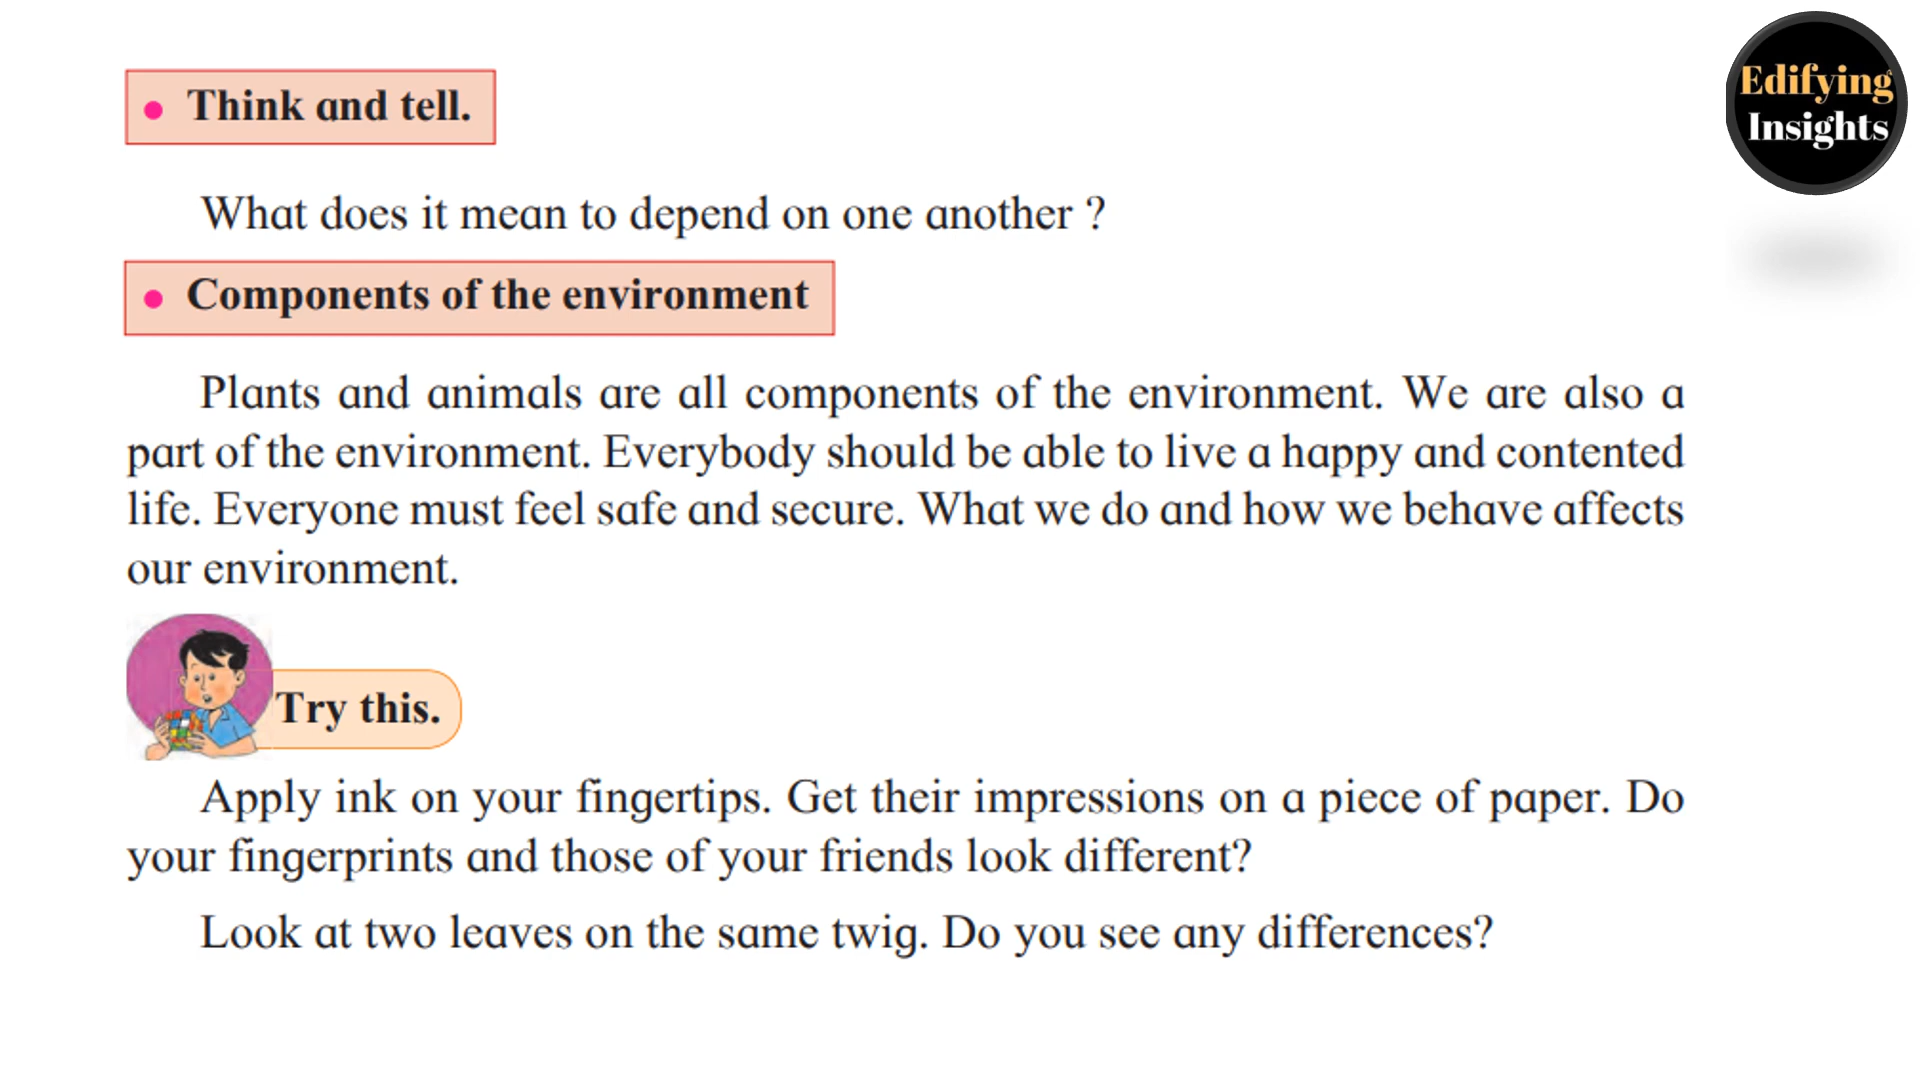 Edifying
Insights
• Think and tell.
What does it mean to depend on one another ?
• Components of the environment
Plants and animals are all components of the environment. We are also a
part of the environment. Everybody should be able to live a happy and contented
life. Everyone must feel safe and secure. What we do and how we behave affects
our environment.
Try this.
Apply ink on your fingertips. Get their impressions on a piece of paper. Do
your fingerprints and those of your friends look different?
Look at two leaves on the same twig. Do you see any differences?